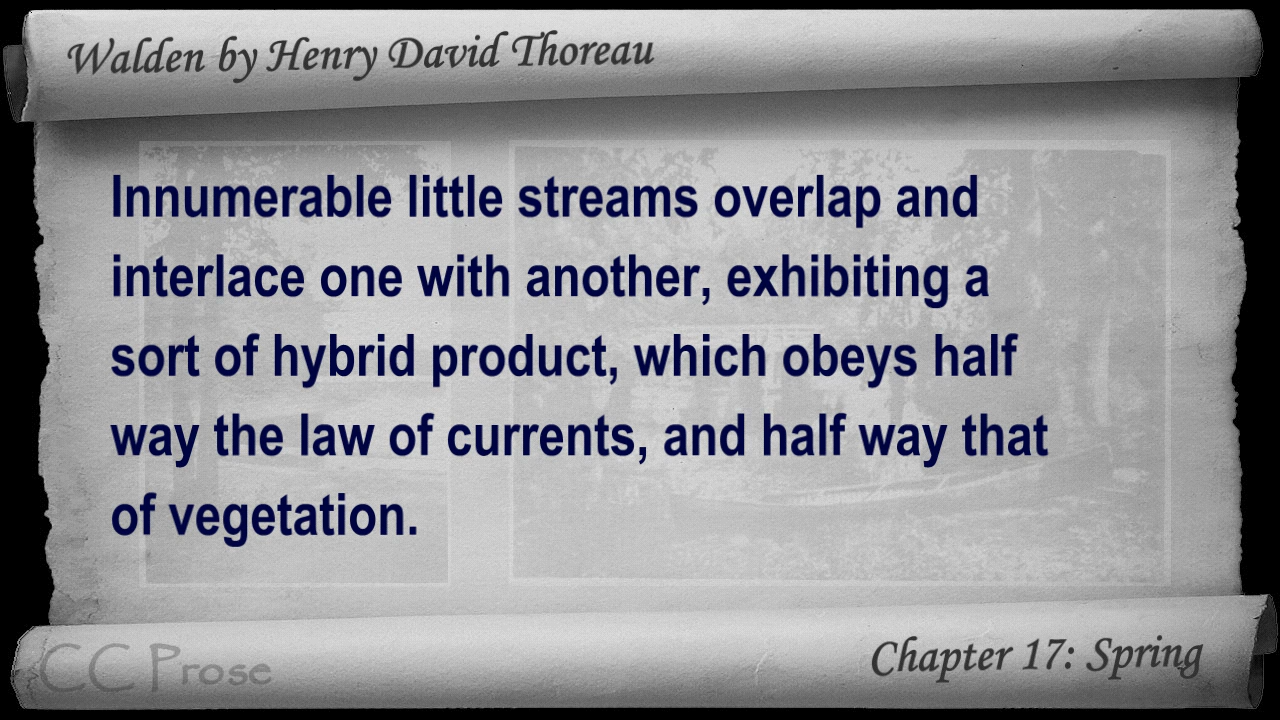 Walden by Henry David Thoreau
Innumerable little streams overlap and
interlace one with another, exhibiting a
sort of hybrid product, which obeys half
way the law of currents, and half way that
of vegetation.
CC Prose
Chapter 17: Spring